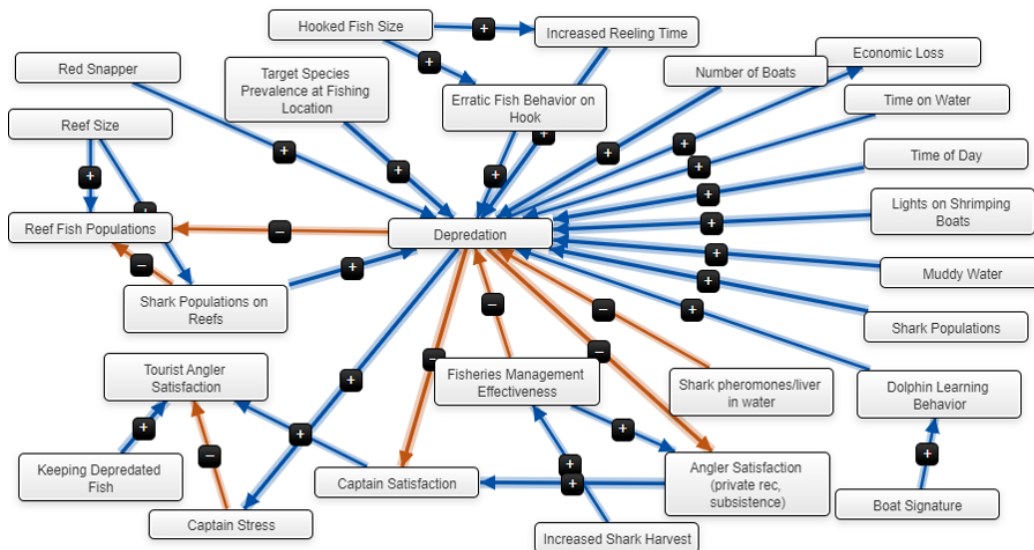 Hooked Fish Size
+
Increased Reeling Time
Red Snapper
Target Species
Prevalence at Fishing
Location
+
Number of Boats
Economic Loss
Erratic Fish Behavior on
Hook
Time on Water
Reef Size
+
+
+
+
+
+
+
Time of Day
+
+
+
+
+
Lights on Shrimping
Boats
Reef Fish Populations
−
Depredation
+
+
Muddy Water
−
+
+
Shark Populations on
Reefs
−
−
+
Shark Populations
−
−
Tourist Angler
Satisfaction
+
Fisheries Management
Effectiveness
Shark pheromones/liver
in water
Dolphin Learning
Behavior
+
+
+
−
+
+
Keeping Depredated
Fish
Captain Satisfaction
+
Angler Satisfaction
(private rec,
subsistence)
Boat Signature
Captain Stress
Increased Shark Harvest